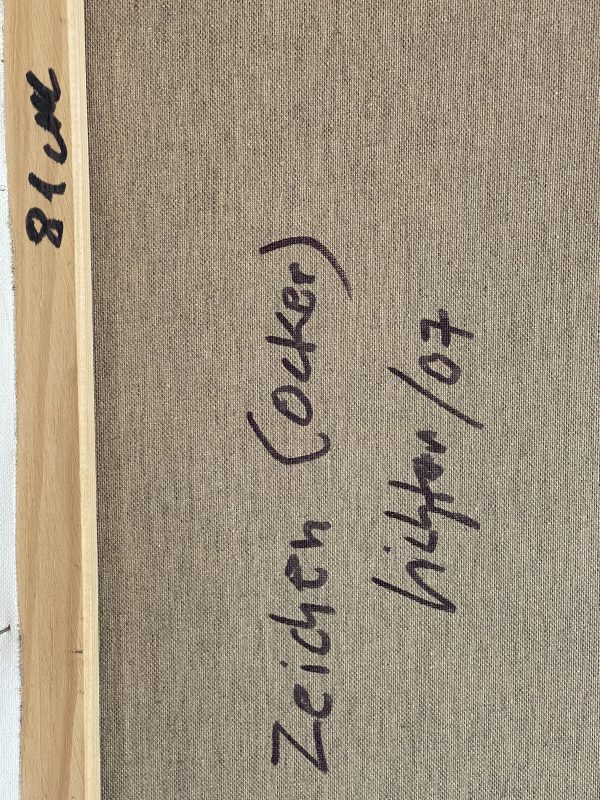 81 cm
Zeichen (Ocker)
/07